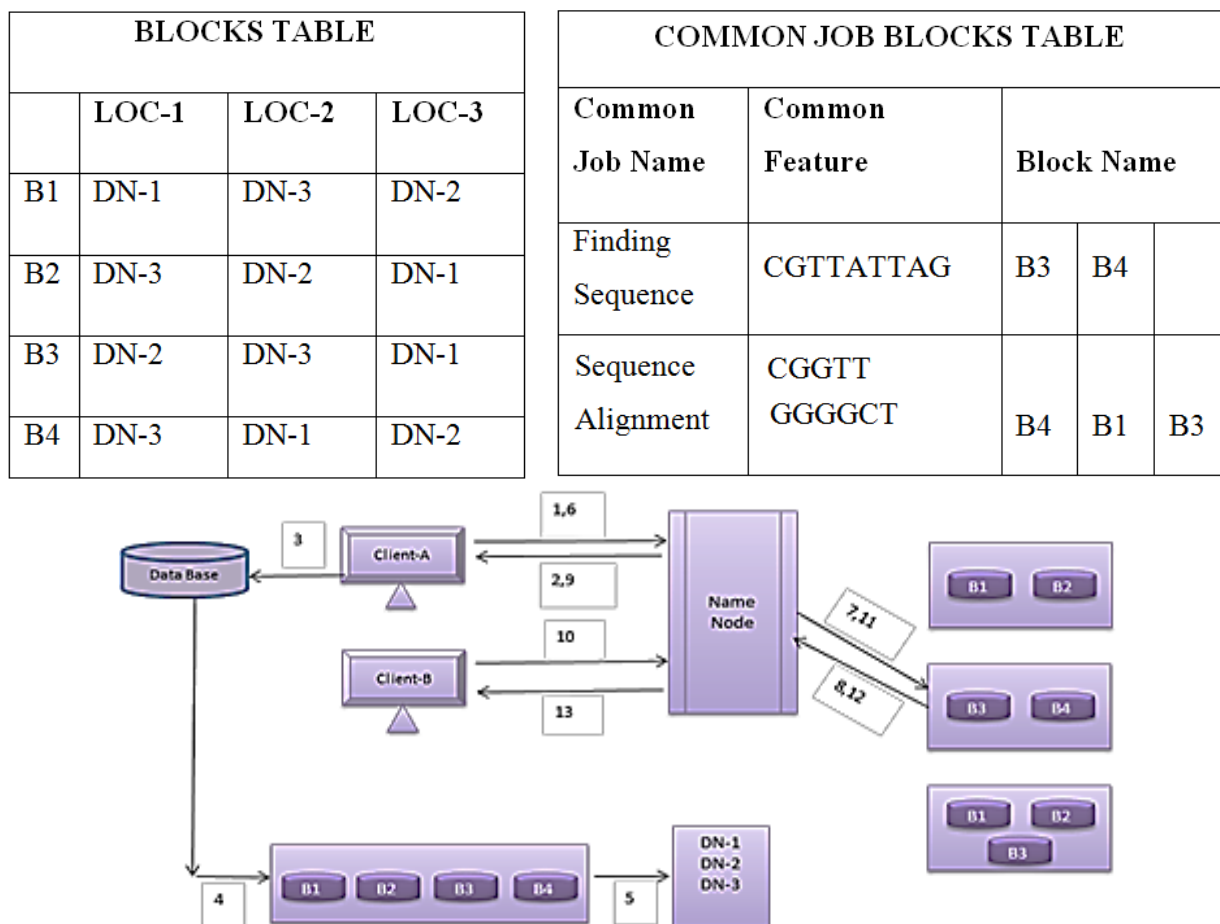 BLOCKS TABLE
LOC-1 LOC-2 LOC-3
B1 DN-1 DN-3 DN-2
B2 DN-3 DN-2 DN-1
B3 DN-2 DN-3 DN-1
B4 DN-3 DN-1 DN-2
COMMON JOB BLOCKS TABLE
Common
Job Name
Common
Feature
Block Name
Finding
Sequence
CGTTATTAG
B3 B4
Sequence
Alignment
CGGTT
GGGGCT
B4 B1 B3
3
Data Base
Client-A
1,6
2,9
Client-B
10
13
Name
Node
7,11
8,12
B1 B2
B3 B4
B1 B2
B3
4
B1 B2 B3 B4
5
DN-1
DN-2
DN-3